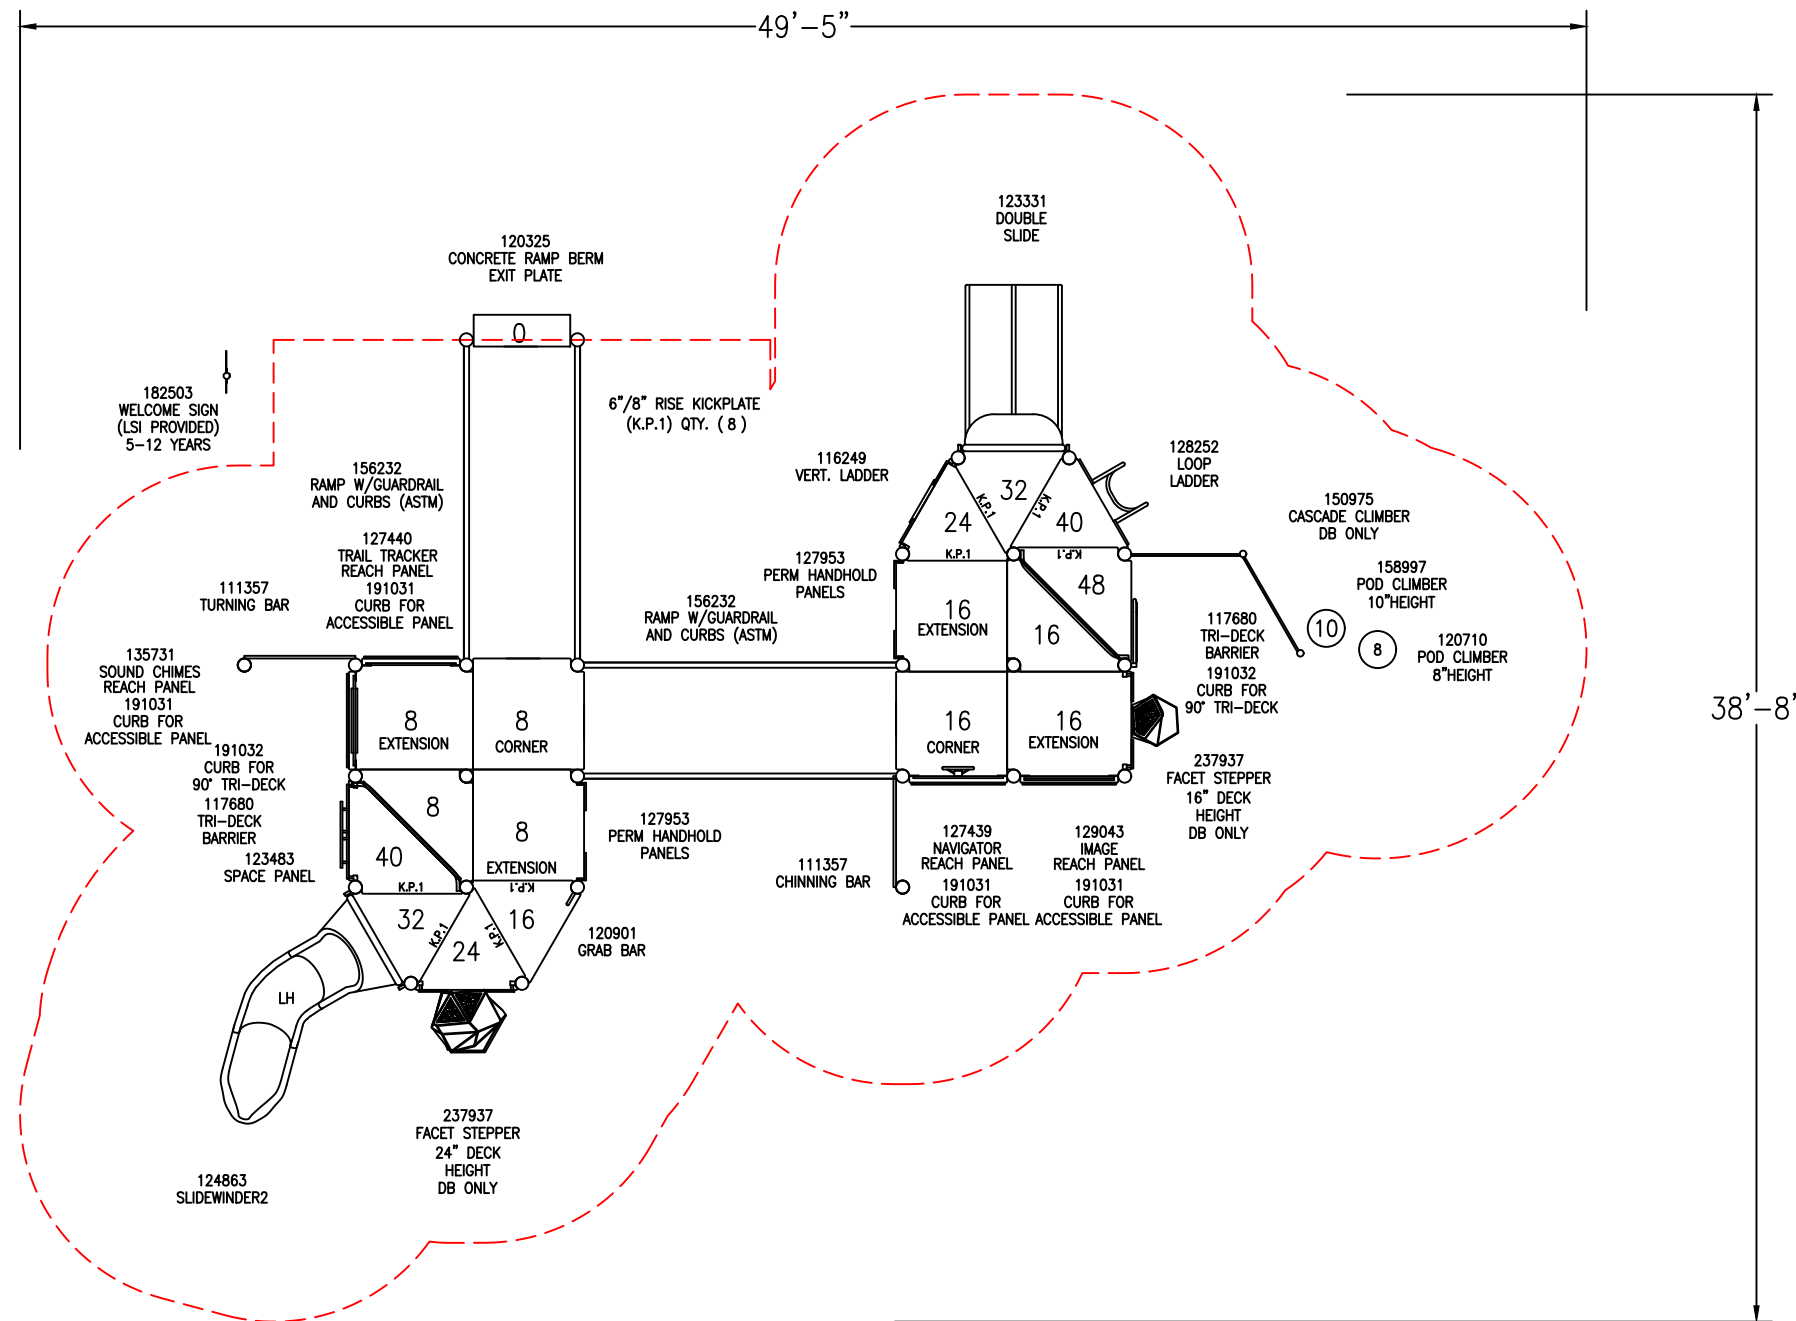 49'-5"
123331
DOUBLE
SLIDE
120325
CONCRETE RAMP BERM
EXIT PLATE
0
182503
WELCOME SIGN
(LSI PROVIDED)
5-12 YEARS
6"/8" RISE KICKPLATE
(K.P.1) QTY. ( 8 )
116249
VERT. LADDER
128252
LOOP
LADDER
156232
RAMP W/GUARDRAIL
AND CURBS (ASTM)
150975
CASCADE CLIMBER
DB ONLY
32
K.P.1
K.P.1
24
40
K.P.1
K.P.1
127440
TRAIL TRACKER
REACH PANEL
191031
CURB FOR
ACCESSIBLE PANEL
127953
PERM HANDHOLD
PANELS
158997
POD CLIMBER
10"HEIGHT
111357
TURNING BAR
156232
RAMP W/GUARDRAIL
AND CURBS (ASTM)
48
16
EXTENSION
16
117680
TRI-DECK
BARRIER
191032
CURB FOR
90° TRI-DECK
10
8
120710
POD CLIMBER
8"HEIGHT
135731
SOUND CHIMES
REACH PANEL
191031
CURB FOR
ACCESSIBLE PANEL
38'-8'
8
EXTENSION
8
CORNER
16
CORNER
16
EXTENSION
191032
CURB FOR
90° TRI-DECK
117680
TRI-DECK
BARRIER
237937
FACET STEPPER
16" DECK
HEIGHT
DB ONLY
8
8
EXTENSION
127953
PERM HANDHOLD
PANELS
127439
NAVIGATOR
REACH PANEL
191031
CURB FOR
ACCESSIBLE PANEL
129043
IMAGE
REACH PANEL
191031
CURB FOR
ACCESSIBLE PANEL
123483
SPACE PANEL
40
K.P.1
K.P.1
111357
CHINNING BAR
32
K.P.1
K.P.1
16
24
120901
GRAB BAR
LH
237937
FACET STEPPER
24" DECK
HEIGHT
DB ONLY
124863
SLIDEWINDER2